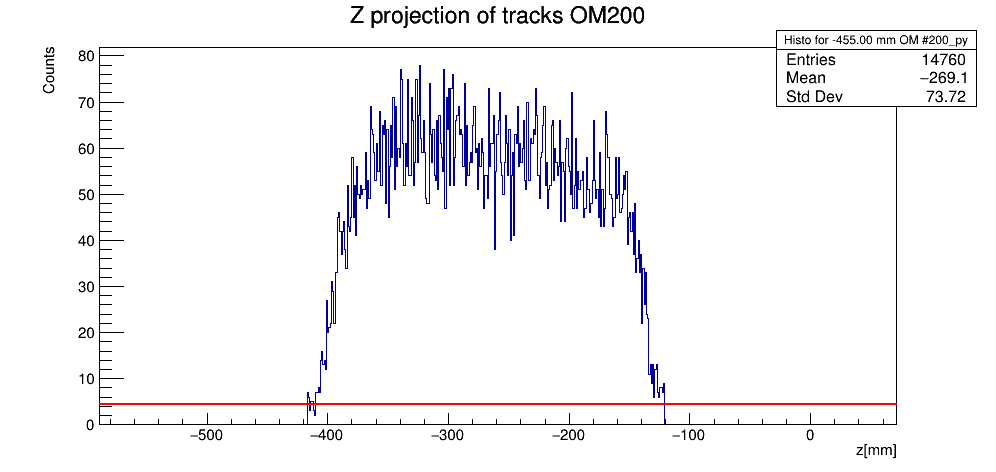 Z projection of tracks OM200
Histo for -455.00 mm OM #200_py
Entries 14760
Mean −269.1
Std Dev 73.72
Counts
80
70
60
50
40
30
20
10
0
−500 −400 −300 −200 −100 0
z[mm]